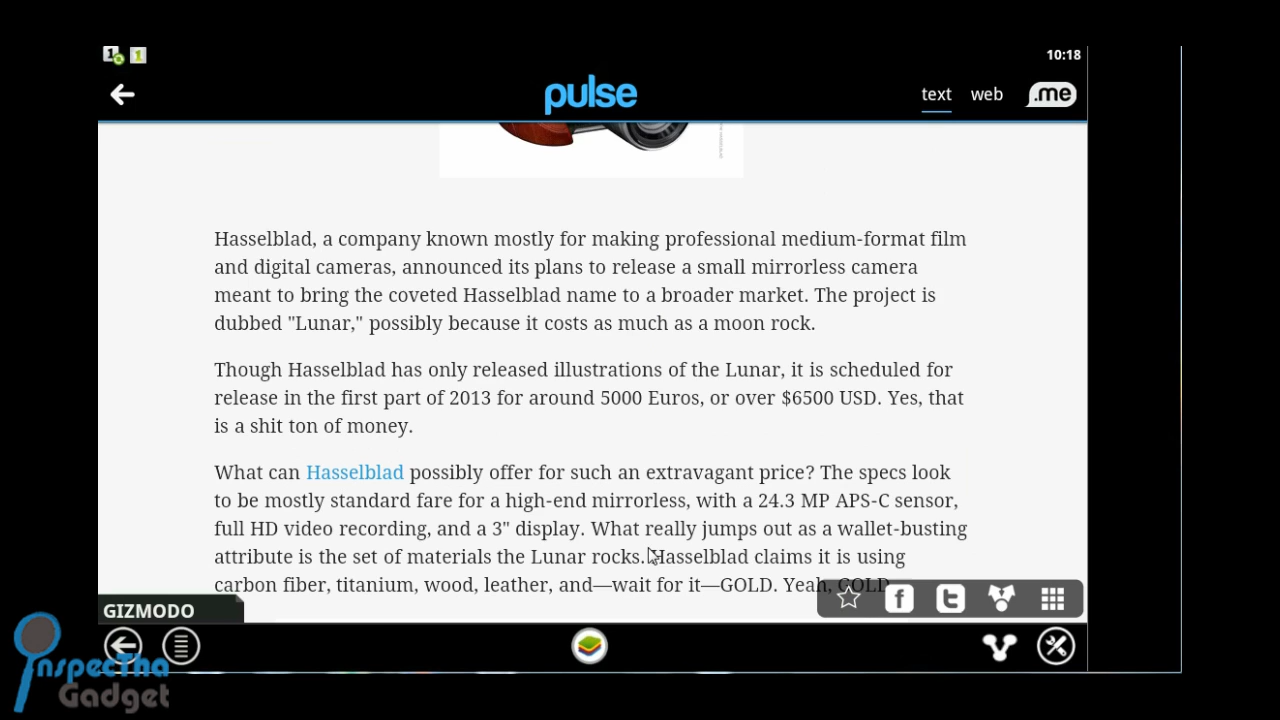 1 1 10:18
pulse text web .me
Hasselblad, a company known mostly for making professional medium-format film
and digital cameras, announced its plans to release a small mirrorless camera
meant to bring the coveted Hasselblad name to a broader market. The project is
dubbed "Lunar," possibly because it costs as much as a moon rock.
Though Hasselblad has only released illustrations of the Lunar, it is scheduled for
release in the first part of 2013 for around 5000 Euros, or over $6500 USD. Yes, that
is a shit ton of money.
What can Hasselblad possibly offer for such an extravagant price? The specs look
to be mostly standard fare for a high-end mirrorless, with a 24.3 MP APS-C sensor,
full HD video recording, and a 3" display. What really jumps out as a wallet-busting
attribute is the set of materials the Lunar rocks. Hasselblad claims it is using
carbon fiber, titanium, wood, leather, and—wait for it—GOLD. Yeah, GOLD
GIZMODO
InspecTha
Gadget